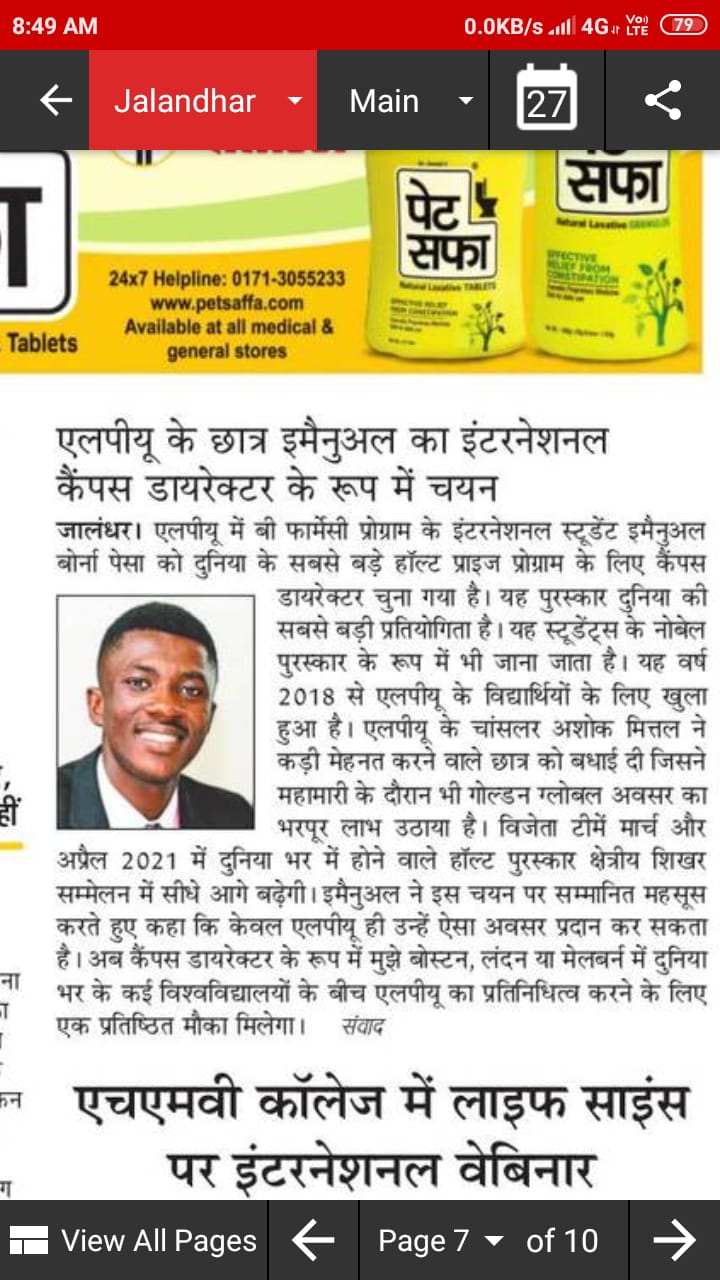 8:49 AM
0.0KB/s 4G VoLTE 79
Jalandhar Main 27
पेट
सफा
Natural Laxative TABLETS
सफा
Natural Laxative GRANULES
EFFECTIVE
RELIEF FROM
CONSTIPATION
24x7 Helpline: 0171-3055233
www.petsaffa.com
Available at all medical &
general stores
Tablets
एलपीयू के छात्र इमैनुअल का इंटरनेशनल
कैंपस डायरेक्टर के रूप में चयन
जालंधर। एलपीयू में बी फार्मेसी प्रोग्राम के इंटरनेशनल स्टूडेंट इमैनुअल
बोर्ना पेसा को दुनिया के सबसे बड़े हॉल्ट प्राइज प्रोग्राम के लिए कैंपस
डायरेक्टर चुना गया है। यह पुरस्कार दुनिया की
सबसे बड़ी प्रतियोगिता है। यह स्टूडेंट्स के नोबेल
पुरस्कार के रूप में भी जाना जाता है। यह वर्ष
2018 से एलपीयू के विद्यार्थियों के लिए खुला
हुआ है। एलपीयू के चांसलर अशोक मित्तल ने
कड़ी मेहनत करने वाले छात्र को बधाई दी जिसने
महामारी के दौरान भी गोल्डन ग्लोबल अवसर का
भरपूर लाभ उठाया है। विजेता टीमें मार्च और
अप्रैल 2021 में दुनिया भर में होने वाले हॉल्ट पुरस्कार क्षेत्रीय शिखर
सम्मेलन में सीधे आगे बढ़ेगी। इमैनुअल ने इस चयन पर सम्मानित महसूस
करते हुए कहा कि केवल एलपीयू ही उन्हें ऐसा अवसर प्रदान कर सकता
है। अब कैंपस डायरेक्टर के रूप में मुझे बोस्टन, लंदन या मेलबर्न में दुनिया
भर के कई विश्वविद्यालयों के बीच एलपीयू का प्रतिनिधित्व करने के लिए
एक प्रतिष्ठित मौका मिलेगा। संवाद
एचएमवी कॉलेज में लाइफ साइंस
पर इंटरनेशनल वेबिनार
View All Pages Page 7 of 10